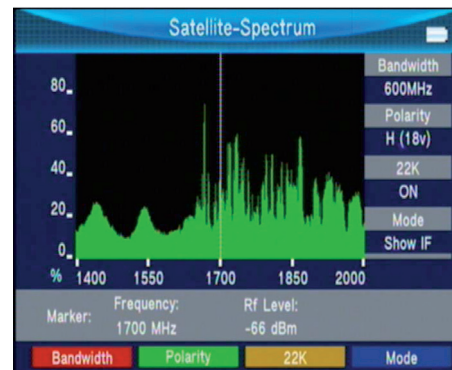 Satellite-Spectrum
Bandwidth
600MHz
Polarity
H (18v)
22K
ON
Mode
Show IF
80
60
40
20
0
% 1400 1550 1700 1850 2000
Marker: Frequency: Rf Level:
1700 MHz -66 dBm
Bandwidth Polarity 22K Mode